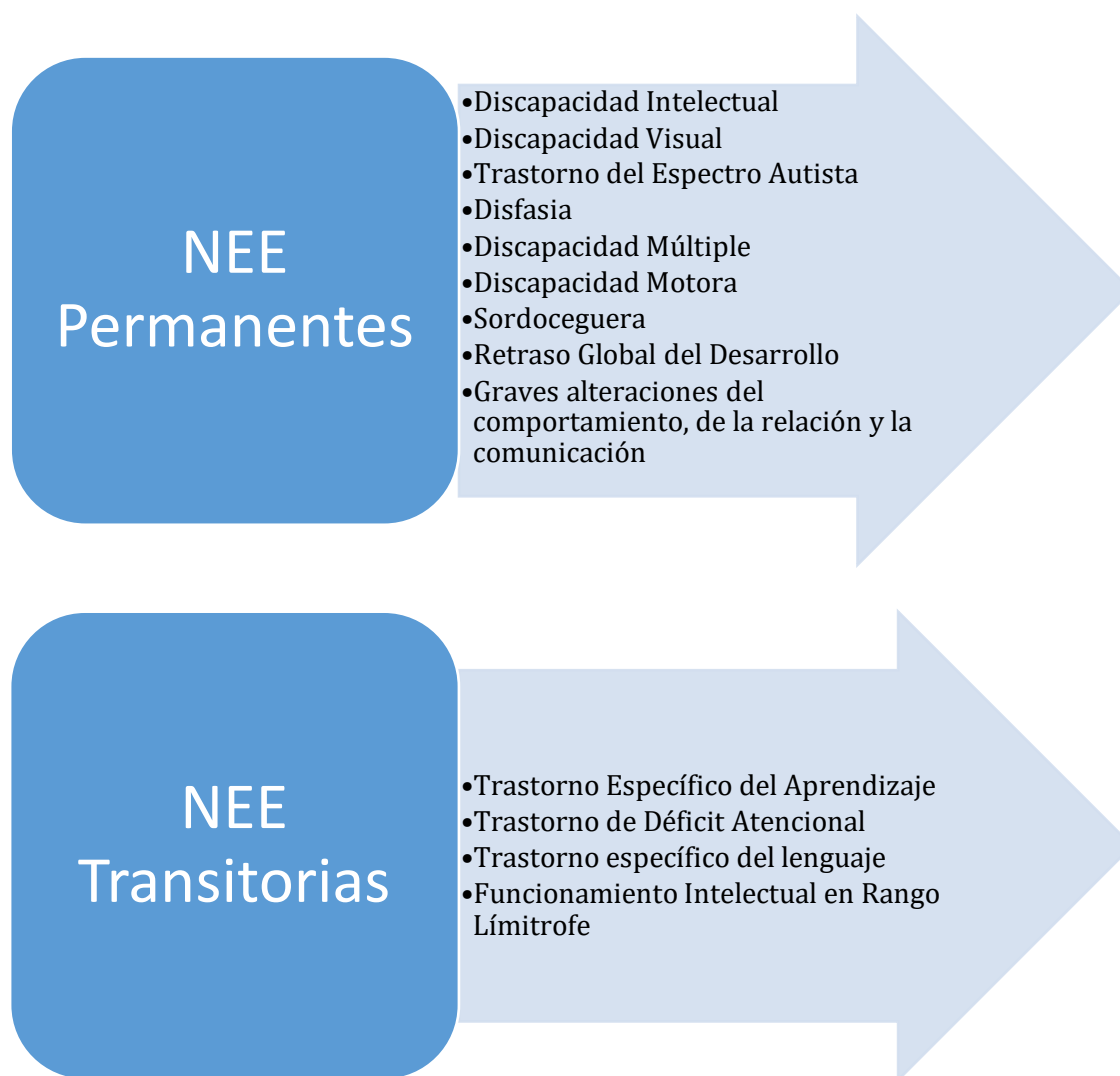 NEE
Permanentes
•Discapacidad Intelectual
•Discapacidad Visual
•Trastorno del Espectro Autista
•Disfasia
•Discapacidad Múltiple
•Discapacidad Motora
•Sordoceguera
•Retraso Global del Desarrollo
•Graves alteraciones del
comportamiento, de la relación y la
comunicación
NEE
Transitorias
•Trastorno Específico del Aprendizaje
•Trastorno de Déficit Atencional
•Trastorno específico del lenguaje
•Funcionamiento Intelectual en Rango
Límitrofe